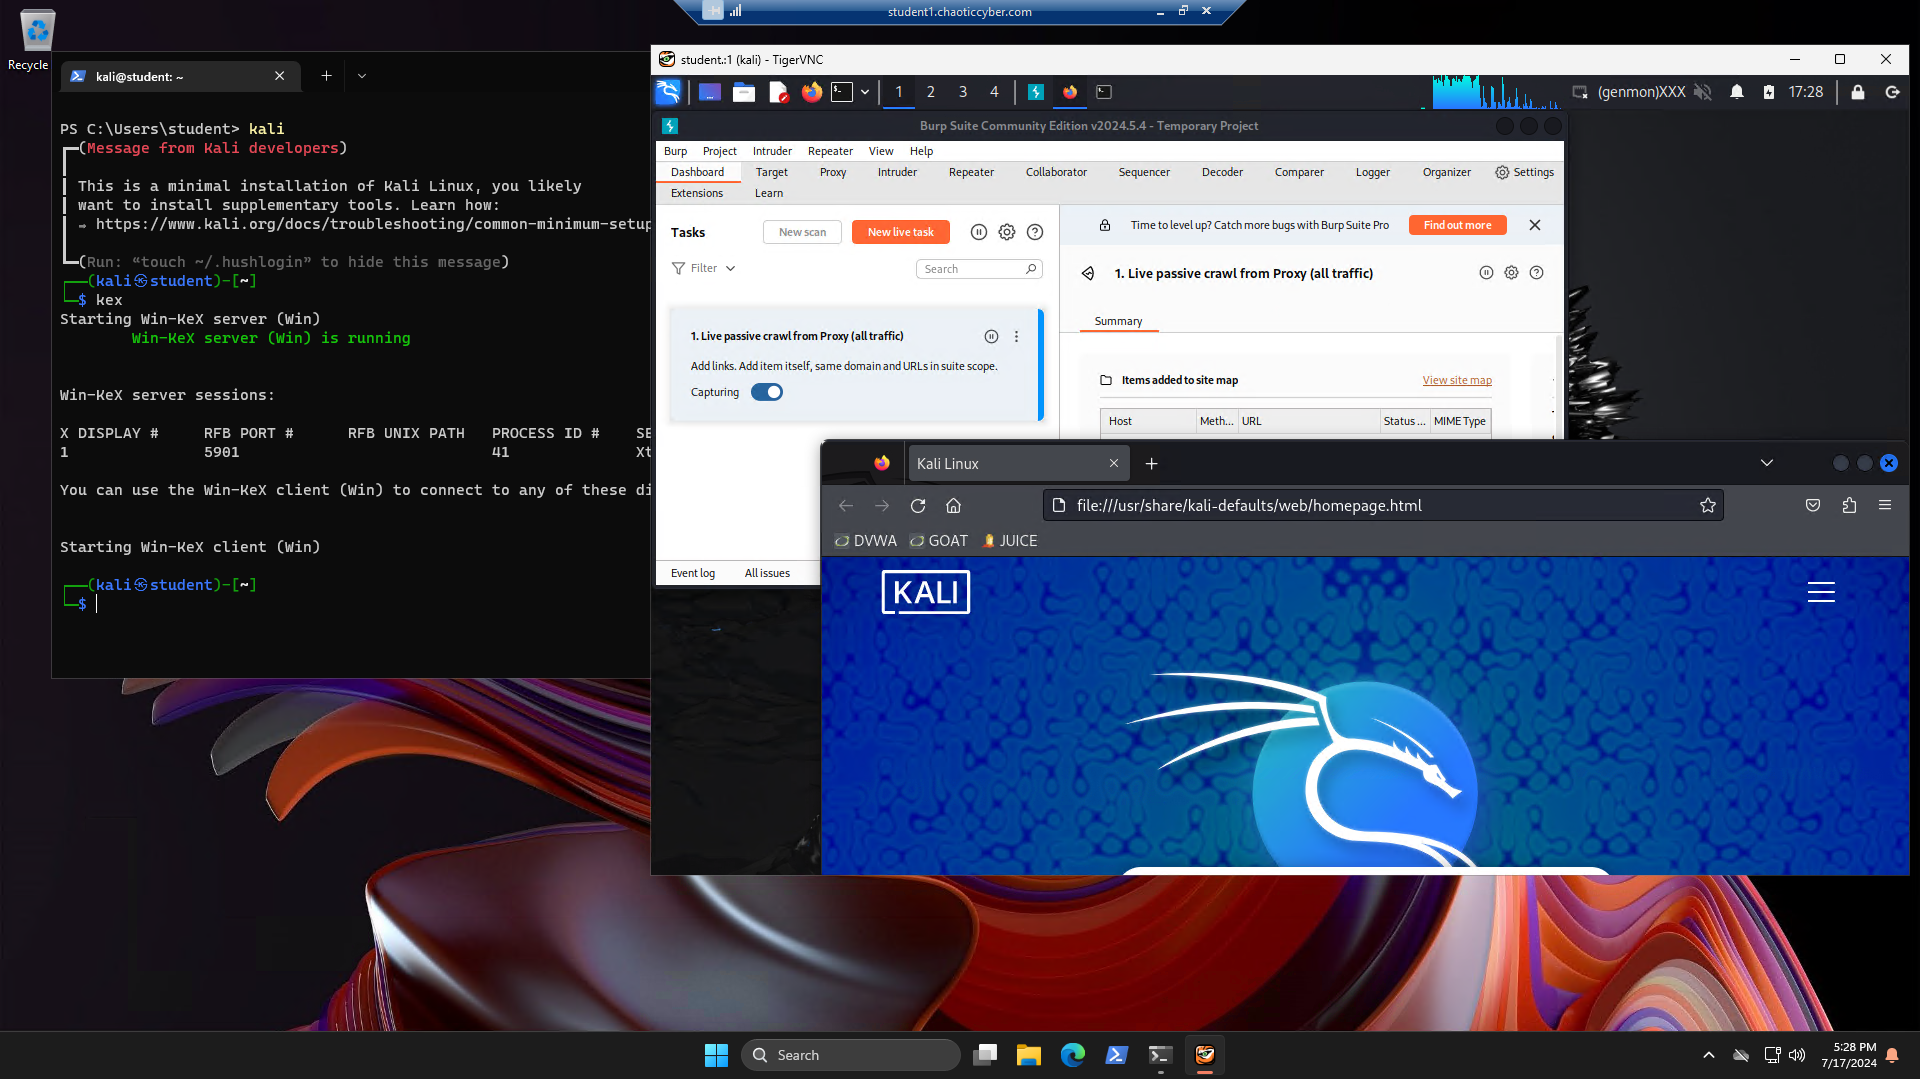 student1.chaoticcyber.com
Recycle
kali@student: ~
PS C:\Users\student> kali
(Message from Kali developers)
This is a minimal installation of Kali Linux, you likely
want to install supplementary tools. Learn how:
⇒ https://www.kali.org/docs/troubleshooting/common-minimum-setup
(Run: “touch ~/.hushlogin” to hide this message)
(kali㉿student)-[~]
$ kex
Starting Win-KeX server (Win)
Win-KeX server (Win) is running
Win-KeX server sessions:
X DISPLAY # RFB PORT # RFB UNIX PATH PROCESS ID # SE
1 5901 41 Xt
You can use the Win-KeX client (Win) to connect to any of these di
Starting Win-KeX client (Win)
(kali㉿student)-[~]
$
student.:1 (kali) - TigerVNC
1 2 3 4 (genmon)XXX 17:28
Burp Suite Community Edition v2024.5.4 - Temporary Project
Burp Project Intruder Repeater View Help
Dashboard Target Proxy Intruder Repeater Collaborator Sequencer Decoder Comparer Logger Organizer Settings
Extensions Learn
Tasks New scan New live task
Filter Search
1. Live passive crawl from Proxy (all traffic)
Add links. Add item itself, same domain and URLs in suite scope.
Capturing
Event log All issues
Time to level up? Catch more bugs with Burp Suite Pro Find out more
1. Live passive crawl from Proxy (all traffic)
Summary
Items added to site map View site map
Host Meth... URL Status ... MIME Type
Kali Linux
file:///usr/share/kali-defaults/web/homepage.html
DVWA GOAT JUICE
KALI
Search
5:28 PM
7/17/2024